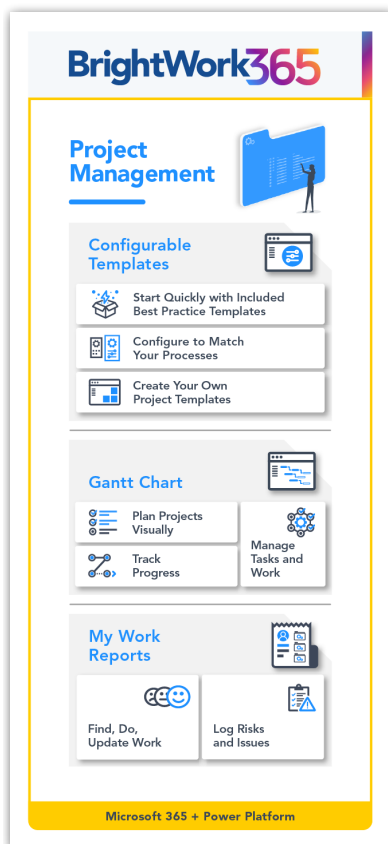 BrightWork365
Project
Management
Configurable
Templates
Start Quickly with Included
Best Practice Templates
Configure to Match
Your Processes
Create Your Own
Project Templates
Gantt Chart
Plan Projects
Visually
Track
Progress
Manage
Tasks and
Work
My Work
Reports
Find, Do,
Update Work
Log Risks
and Issues
Microsoft 365 + Power Platform